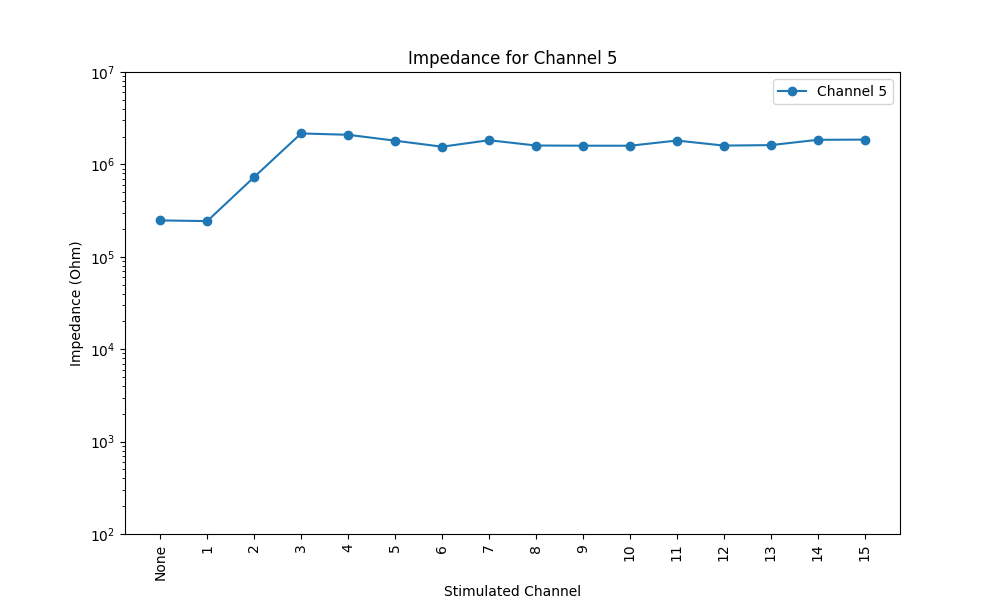 Impedance for Channel 5
Channel 5
Impedance (Ohm)
10^7
10^6
10^5
10^4
10^3
10^2
None 1 2 3 4 5 6 7 8 9 10 11 12 13 14 15
Stimulated Channel